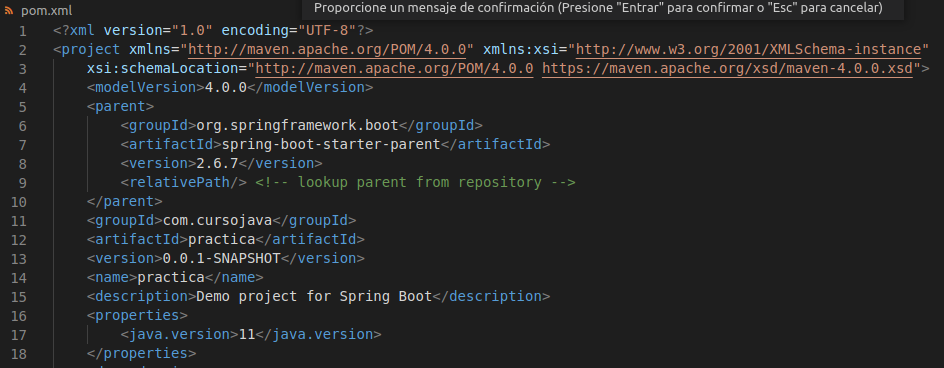 pom.xml
Proporcione un mensaje de confirmación (Presione "Entrar" para confirmar o "Esc" para cancelar)
1 <?xml version="1.0" encoding="UTF-8"?>
2 <project xmlns="http://maven.apache.org/POM/4.0.0" xmlns:xsi="http://www.w3.org/2001/XMLSchema-instance"
3 xsi:schemaLocation="http://maven.apache.org/POM/4.0.0 https://maven.apache.org/xsd/maven-4.0.0.xsd">
4 <modelVersion>4.0.0</modelVersion>
5 <parent>
6 <groupId>org.springframework.boot</groupId>
7 <artifactId>spring-boot-starter-parent</artifactId>
8 <version>2.6.7</version>
9 <relativePath/> <!-- lookup parent from repository -->
10 </parent>
11 <groupId>com.cursojava</groupId>
12 <artifactId>practica</artifactId>
13 <version>0.0.1-SNAPSHOT</version>
14 <name>practica</name>
15 <description>Demo project for Spring Boot</description>
16 <properties>
17 <java.version>11</java.version>
18 </properties>